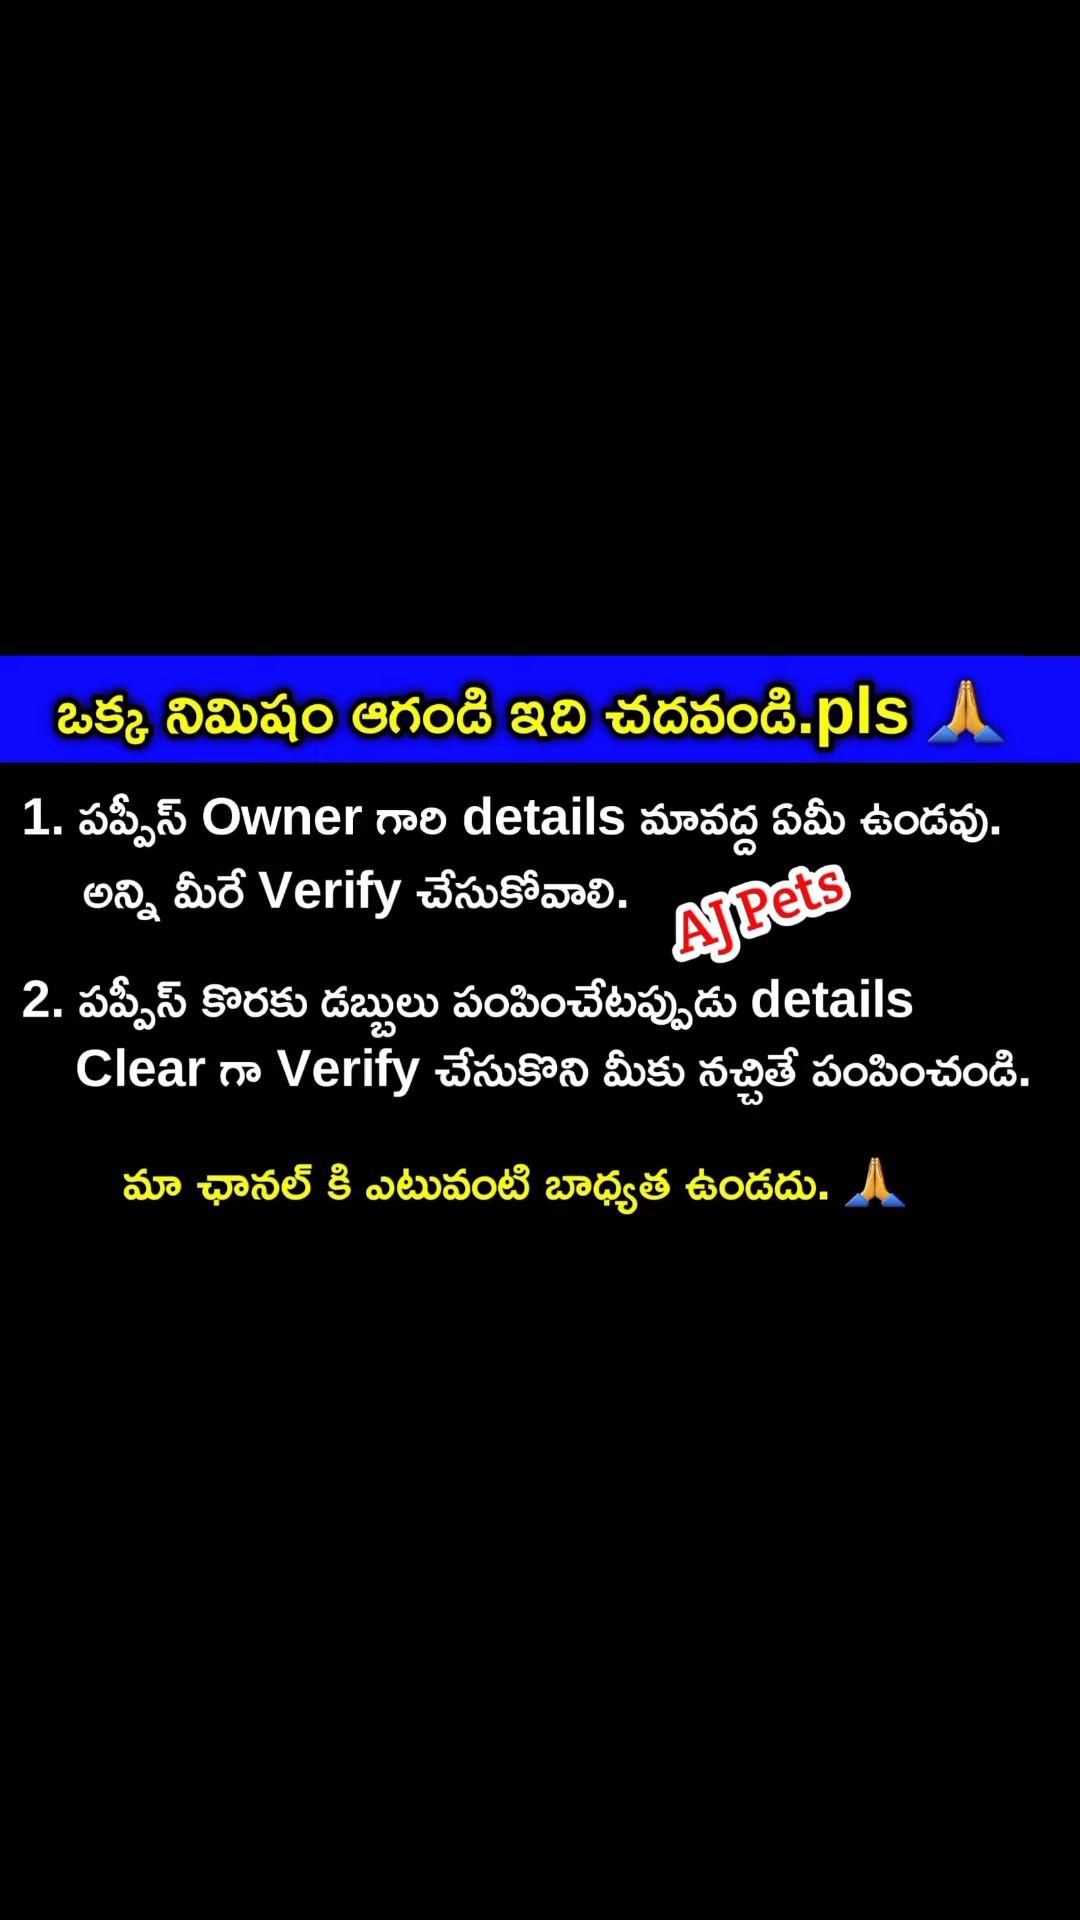 ఒక్క నిమిషం ఆగండి ఇది చదవండి.pls 🙏
1. పప్పీస్ Owner గారి details మావద్ద ఏమీ ఉండవు.
అన్ని మీరే Verify చేసుకోవాలి.
AJ Pets
2. పప్పీస్ కొరకు డబ్బులు పంపించేటప్పుడు details
Clear గా Verify చేసుకొని మీకు నచ్చితే పంపించండి.
మా ఛానల్ కి ఎటువంటి బాధ్యత ఉండదు. 🙏